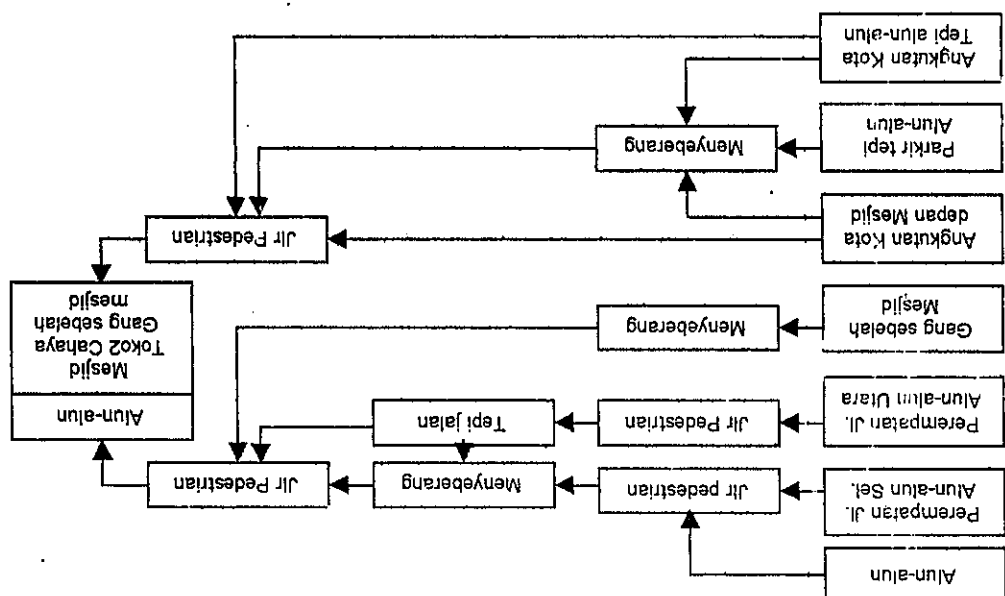 Alun-alun
Perempatan Jl.
Alun-alun Sel.
Jlr pedestrian
Menyeberang
Jlr Pedestrian
Perempatan Jl.
Alun-alun Utara
Jlr Pedestrian
Tepi jalan
Alun-alun
Mesjid
Toko2 Cahaya
Gang sebelah
mesjid
Gang sebelah
Mesjid
Menyeberang
Angkutan Kota
depan Mesjid
Jlr Pedestrian
Parkir tepi
Alun-alun
Menyeberang
Angkutan Kota
Tepi alun-alun